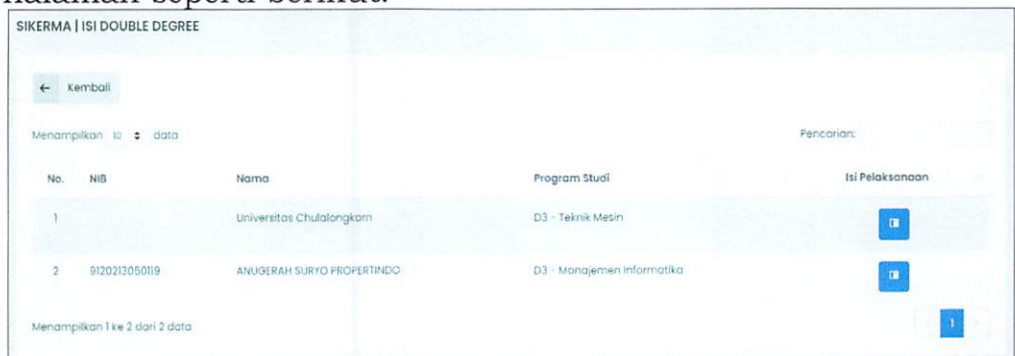 halaman seperti berikut.
SIKERMA | ISI DOUBLE DEGREE
← Kembali
Menampilkan 10 data Pencarian:
No. NIB Nama Program Studi Isi Pelaksanaan
1 Universitas Chulalongkorn D3 - Teknik Mesin
2 9120213050119 ANUGERAH SURYO PROPERTINDO D3 - Manajemen Informatika
Menampilkan 1 ke 2 dari 2 data 1